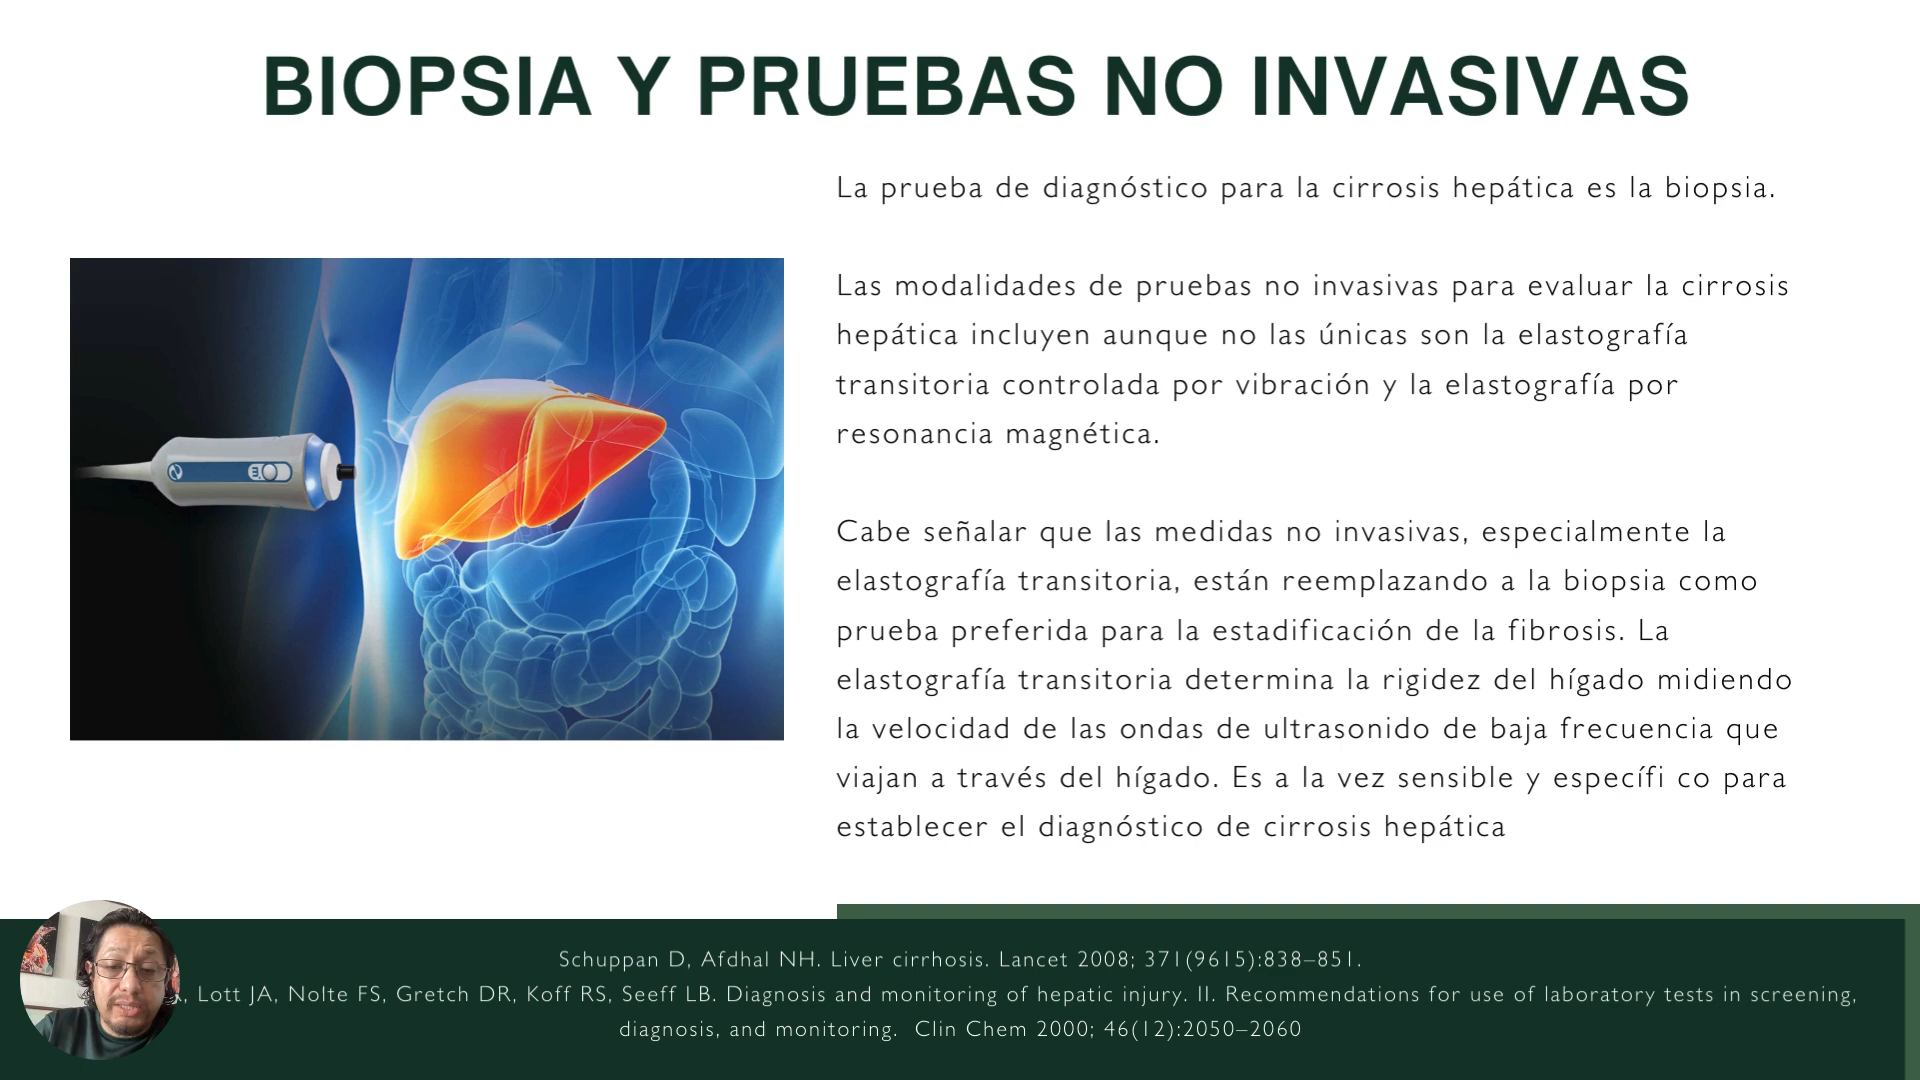 BIOPSIA Y PRUEBAS NO INVASIVAS
La prueba de diagnóstico para la cirrosis hepática es la biopsia.
Las modalidades de pruebas no invasivas para evaluar la cirrosis
hepática incluyen aunque no las únicas son la elastografía
transitoria controlada por vibración y la elastografía por
resonancia magnética.
Cabe señalar que las medidas no invasivas, especialmente la
elastografía transitoria, están reemplazando a la biopsia como
prueba preferida para la estadificación de la fibrosis. La
elastografía transitoria determina la rigidez del hígado midiendo
la velocidad de las ondas de ultrasonido de baja frecuencia que
viajan a través del hígado. Es a la vez sensible y específi co para
establecer el diagnóstico de cirrosis hepática
Schuppan D, Afdhal NH. Liver cirrhosis. Lancet 2008; 371(9615):838–851.
Lott JA, Nolte FS, Gretch DR, Koff RS, Seeff LB. Diagnosis and monitoring of hepatic injury. II. Recommendations for use of laboratory tests in screening,
diagnosis, and monitoring.  Clin Chem 2000; 46(12):2050–2060